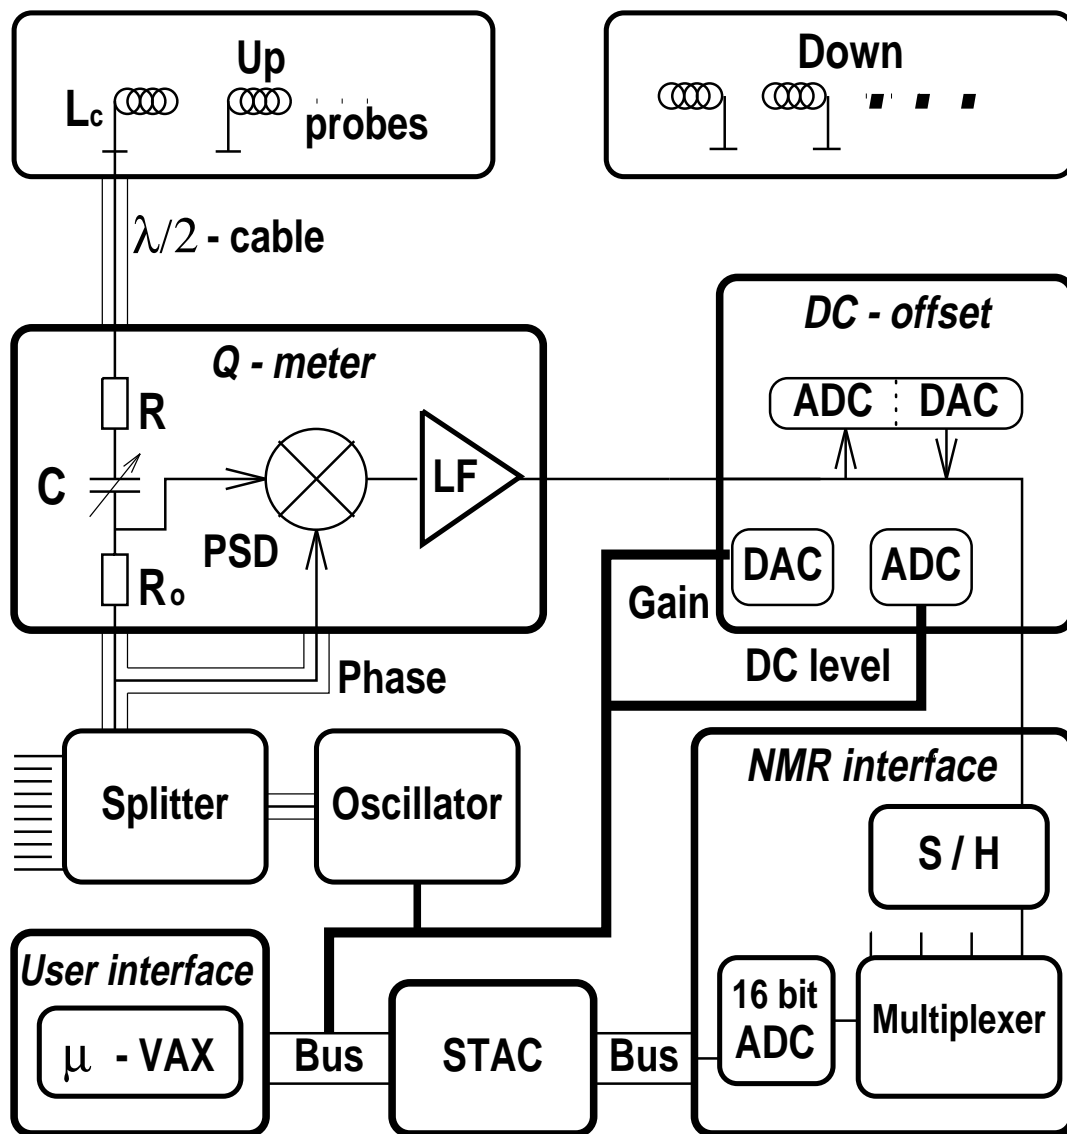 Up
Lc
probes
Down
λ/2 - cable
Q - meter
R
C
PSD
Ro
LF
DC - offset
ADC
DAC
DAC
ADC
Gain
DC level
Phase
Splitter
Oscillator
NMR interface
S / H
16 bit
ADC
Multiplexer
User interface
μ - VAX
Bus
STAC
Bus